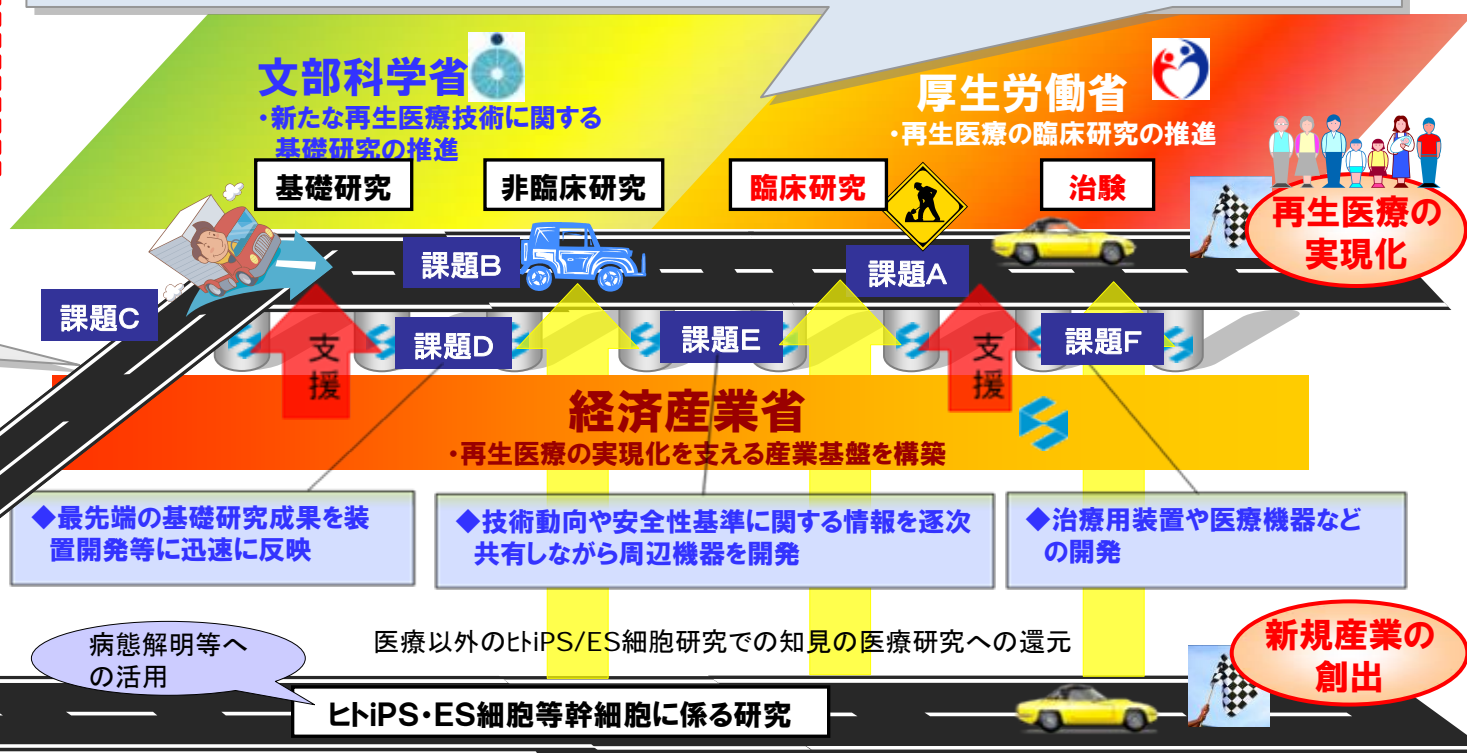 文部科学省
・新たな再生医療技術に関する
基礎研究の推進
厚生労働省
・再生医療の臨床研究の推進
基礎研究
非臨床研究
臨床研究
治験
再生医療の
実現化
課題B
課題A
課題C
支援
課題D
課題E
支援
課題F
経済産業省
・再生医療の実現化を支える産業基盤を構築
◆最先端の基礎研究成果を装
置開発等に迅速に反映
◆技術動向や安全性基準に関する情報を逐次
共有しながら周辺機器を開発
◆治療用装置や医療機器など
の開発
病態解明等へ
の活用
医療以外のﾋﾄiPS/ES細胞研究での知見の医療研究への還元
新規産業の
創出
ﾋﾄiPS・ES細胞等幹細胞に係る研究